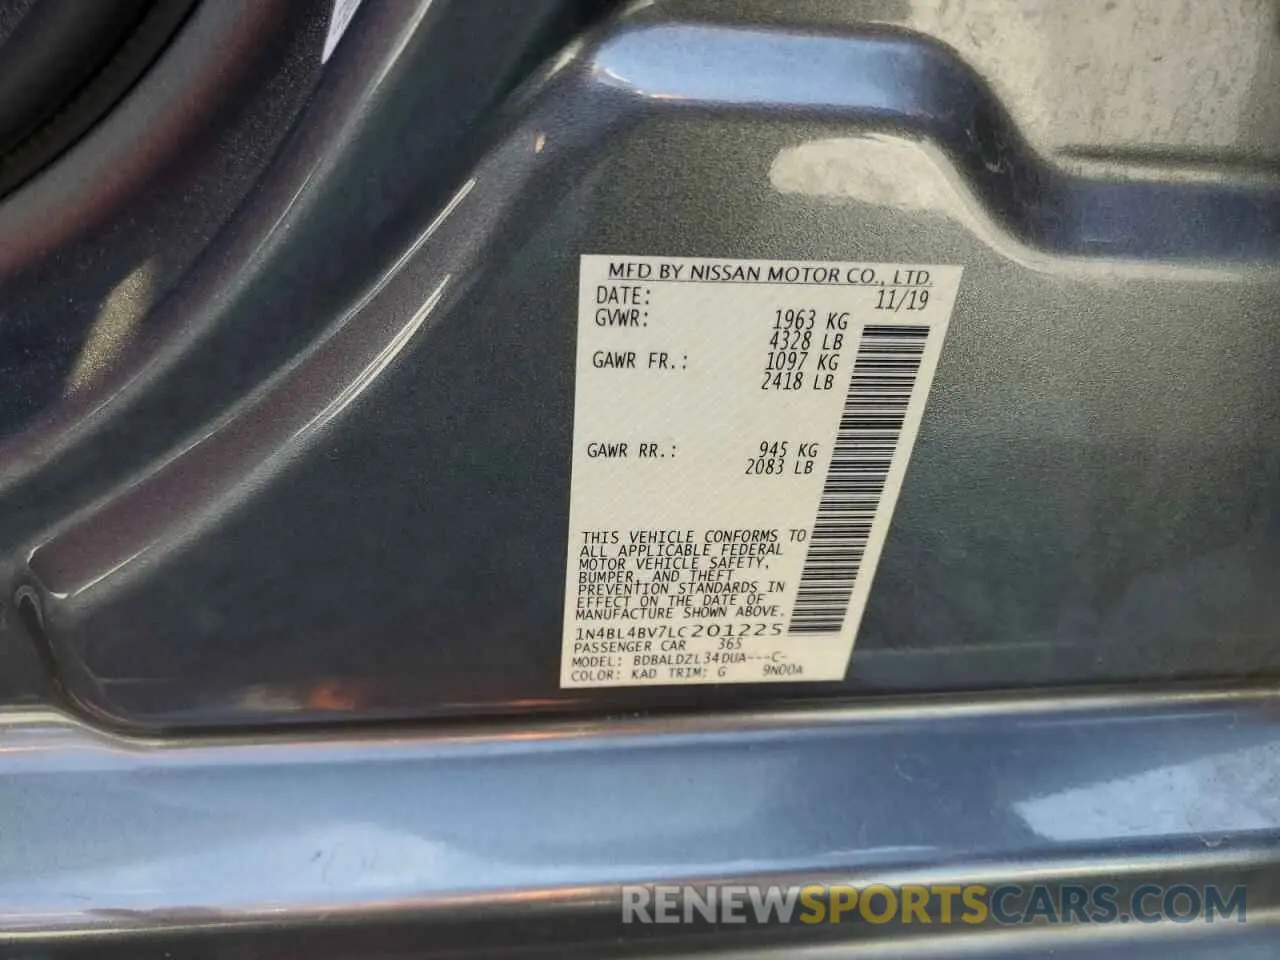 MFD BY NISSAN MOTOR CO., LTD.
DATE: 11/19
GVWR: 1963 KG
4328 LB
GAWR FR.: 1097 KG
2418 LB
GAWR RR.: 945 KG
2083 LB
THIS VEHICLE CONFORMS TO
ALL APPLICABLE FEDERAL
MOTOR VEHICLE SAFETY,
BUMPER, AND THEFT
PREVENTION STANDARDS IN
EFFECT ON THE DATE OF
MANUFACTURE SHOWN ABOVE.
1N4BL4BV7LC201225
PASSENGER CAR 365
MODEL: BDBALDZL34DUA---C-
COLOR: KAD TRIM: G 9N00A
RENEWSPORTSCARS.COM